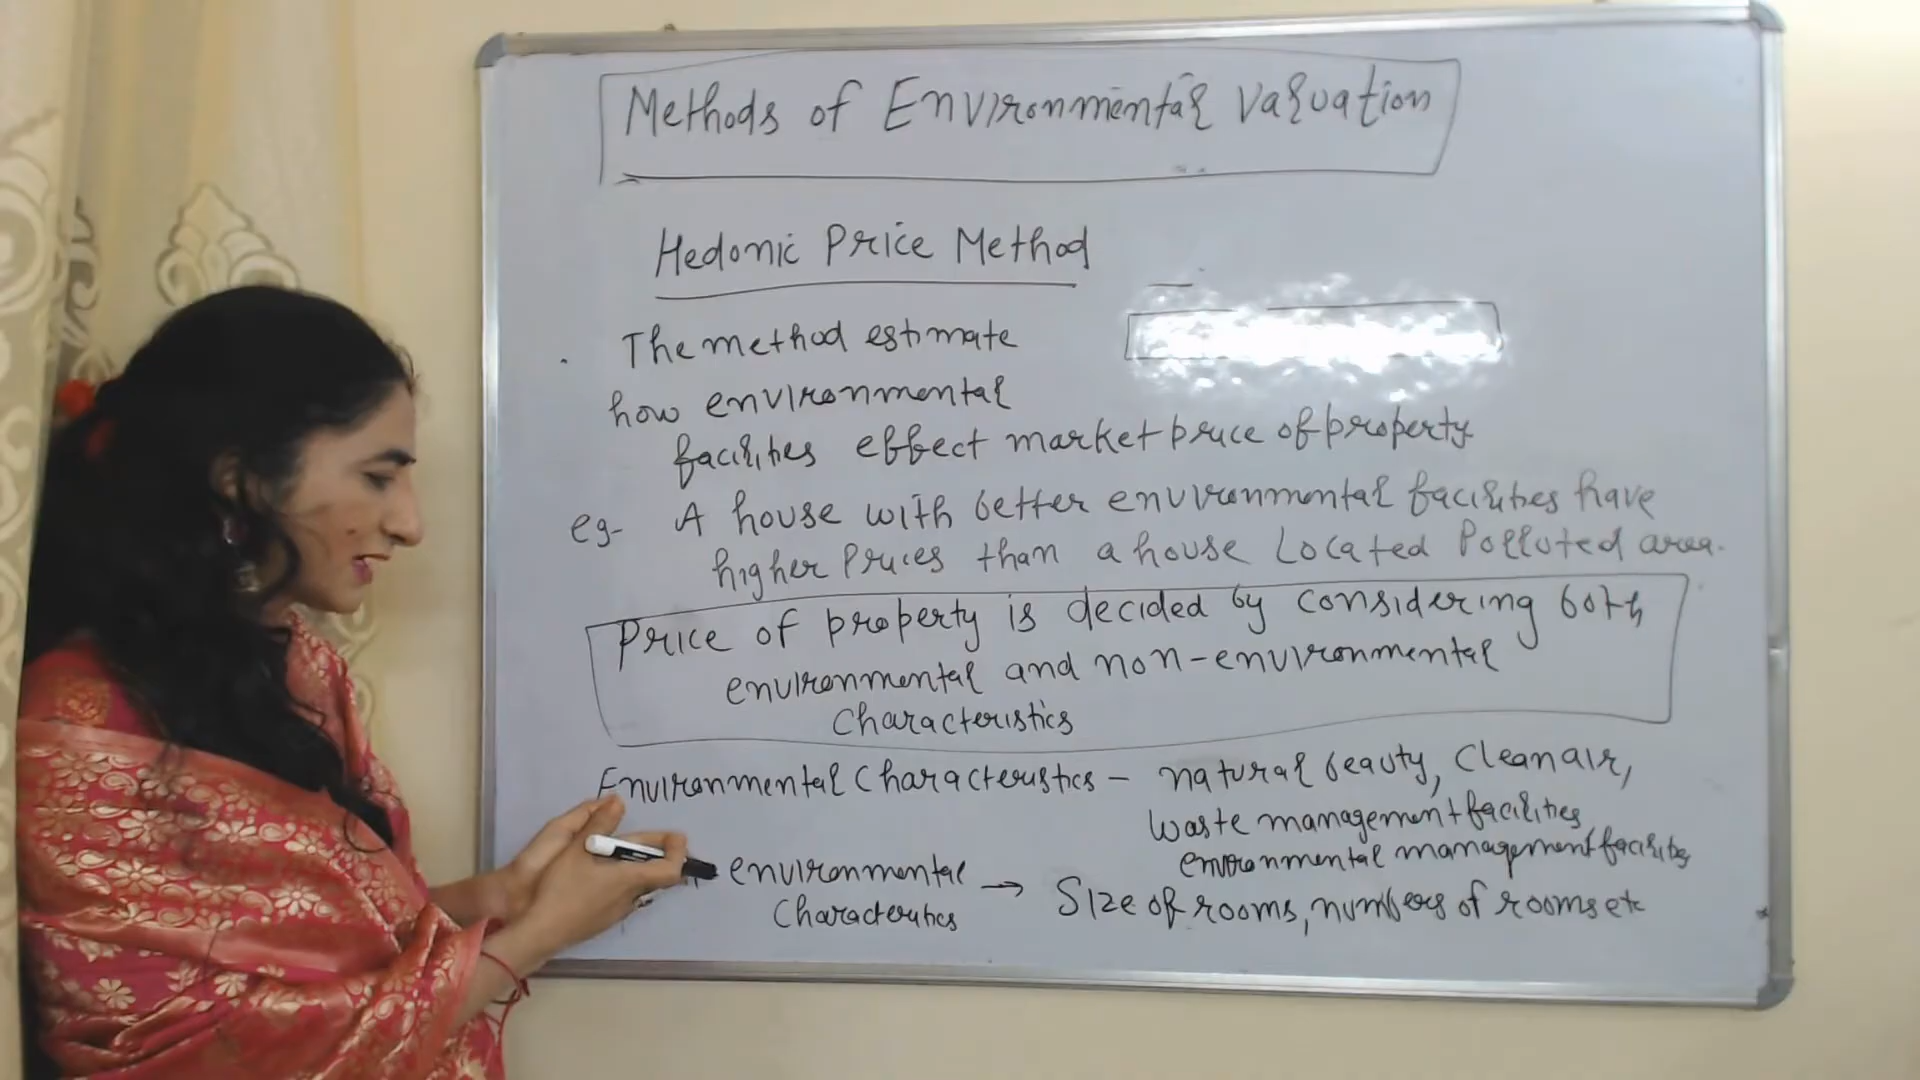 Methods of Environmental Valuation
Hedonic Price Method
. The method estimate
how environmental
facilities effect market price of property
eg- A house with better environmental facilities have
higher Prices than a house Located Polluted area.
Price of property is decided by considering both
environmental and non-environmental
characteristics
Environmental characteristics - natural beauty, clean air,
waste management facilities
environmental management facilities
environmental → Size of rooms, numbers of rooms etc
characteristics